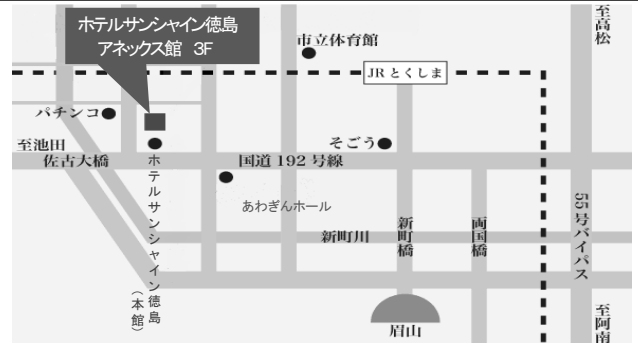 ホテルサンシャイン徳島
アネックス館 3F
至高松
市立体育館
JRとくしま
パチンコ
至池田
佐古大橋
そごう
国道192号線
ホテルサンシャイン徳島
(本館)
あわぎんホール
新町川
新町橋
両国橋
55号バイパス
眉山
至阿南